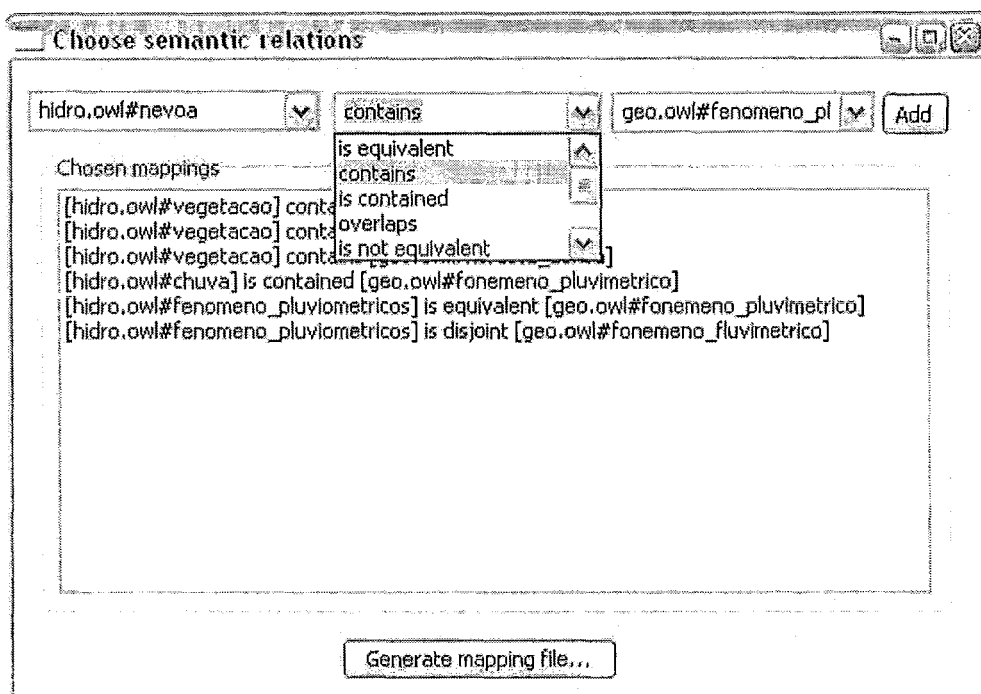 Choose semantic relations
hidro.owl#nevoa contains geo.owl#fenomeno_pl Add
is equivalent
contains
is contained
overlaps
is not equivalent
Chosen mappings
[hidro.owl#vegetacao] conta
[hidro.owl#vegetacao] conta
[hidro.owl#vegetacao] conta
[hidro.owl#chuva] is contained [geo.owl#fonemeno_pluvimetrico]
[hidro.owl#fenomeno_pluviometricos] is equivalent [geo.owl#fonemeno_pluvimetrico]
[hidro.owl#fenomeno_pluviometricos] is disjoint [geo.owl#fonemeno_fluvimetrico]
Generate mapping file...